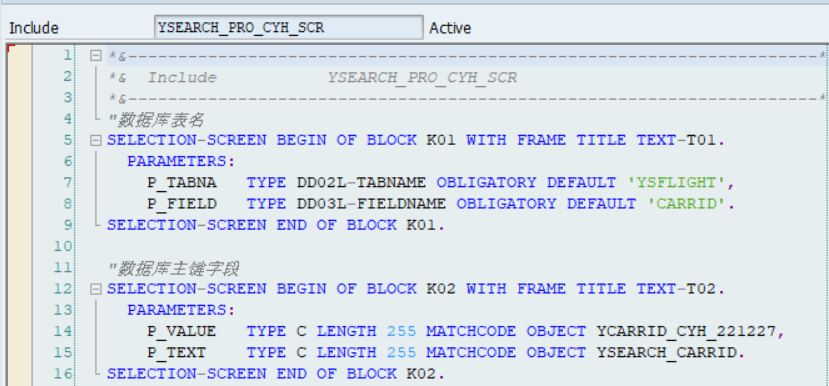 Include YSEARCH_PRO_CYH_SCR Active
1 *&---------------------------------------------------------------------*
2 *& Include YSEARCH_PRO_CYH_SCR
3 *&---------------------------------------------------------------------*
4 "数据库表名
5 SELECTION-SCREEN BEGIN OF BLOCK K01 WITH FRAME TITLE TEXT-T01.
6 PARAMETERS:
7 P_TABNA TYPE DD02L-TABNAME OBLIGATORY DEFAULT 'YSFLIGHT',
8 P_FIELD TYPE DD03L-FIELDNAME OBLIGATORY DEFAULT 'CARRID'.
9 SELECTION-SCREEN END OF BLOCK K01.
10
11 "数据库主键字段
12 SELECTION-SCREEN BEGIN OF BLOCK K02 WITH FRAME TITLE TEXT-T02.
13 PARAMETERS:
14 P_VALUE TYPE C LENGTH 255 MATCHCODE OBJECT YCARRID_CYH_221227,
15 P_TEXT TYPE C LENGTH 255 MATCHCODE OBJECT YSEARCH_CARRID.
16 SELECTION-SCREEN END OF BLOCK K02.